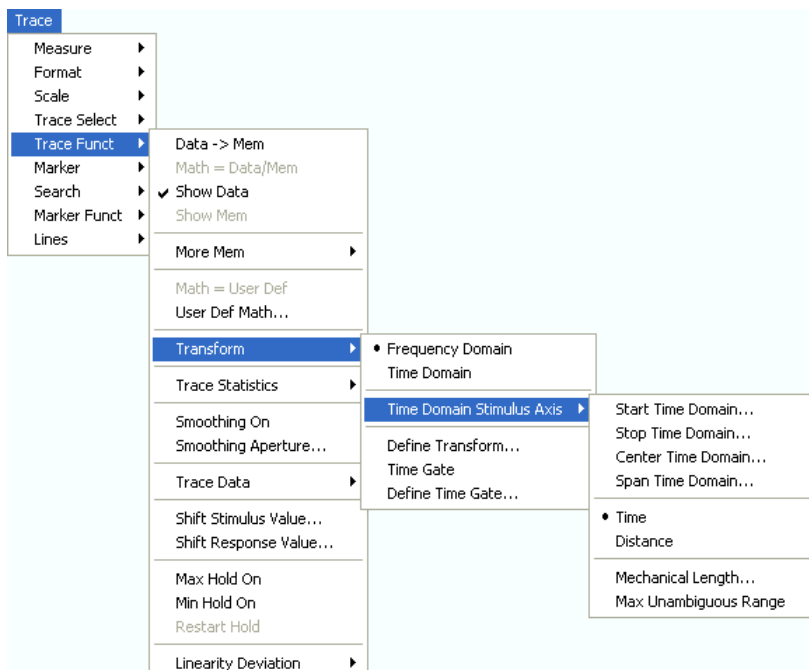 Trace
Measure
Format
Scale
Trace Select
Trace Funct
Marker
Search
Marker Funct
Lines
Data -> Mem
Math = Data/Mem
Show Data
Show Mem
More Mem
Math = User Def
User Def Math...
Transform
Trace Statistics
Smoothing On
Smoothing Aperture...
Trace Data
Shift Stimulus Value...
Shift Response Value...
Max Hold On
Min Hold On
Restart Hold
Linearity Deviation
Frequency Domain
Time Domain
Time Domain Stimulus Axis
Define Transform...
Time Gate
Define Time Gate...
Start Time Domain...
Stop Time Domain...
Center Time Domain...
Span Time Domain...
Time
Distance
Mechanical Length...
Max Unambiguous Range